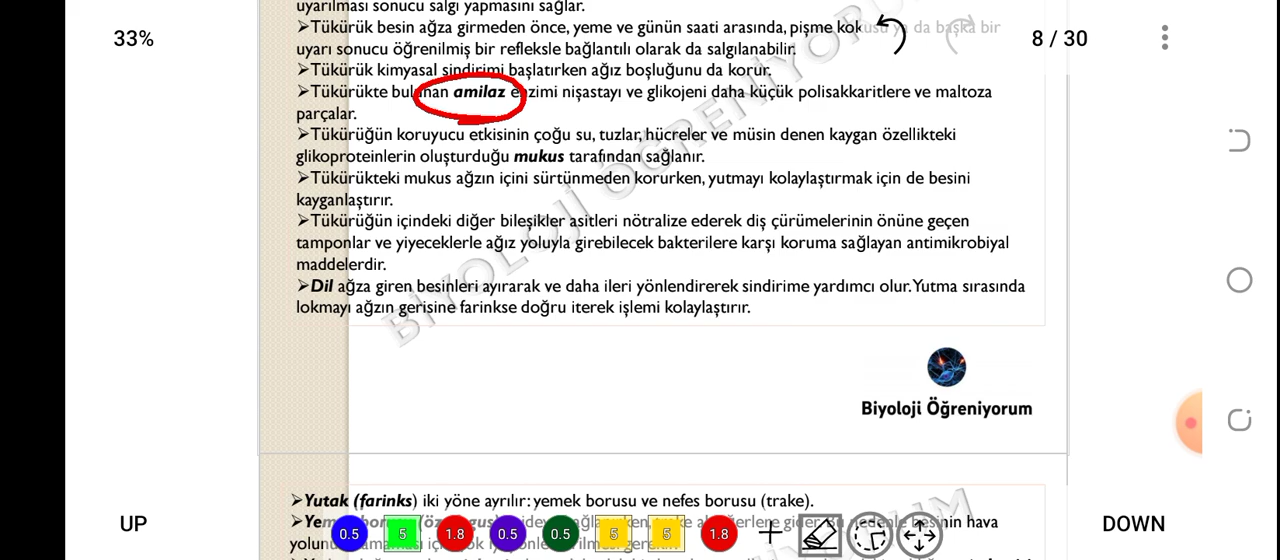 uyarılması sonucu salgı yapmasını sağlar.
33%
➤Tükürük besin ağza girmeden önce, yeme ve günün saati arasında, pişme kokusu ya da başka bir
8 / 30
uyarı sonucu öğrenilmiş bir refleksle bağlantılı olarak da salgılanabilir.
➤Tükürük kimyasal sindirimi başlatırken ağız boşluğunu da korur.
➤Tükürükte bulunan amilaz enzimi nişastayı ve glikojeni daha küçük polisakkaritlere ve maltoza
parçalar.
➤Tükürüğün koruyucu etkisinin çoğu su, tuzlar, hücreler ve müsin denen kaygan özellikteki
glikoproteinlerin oluşturduğu mukus tarafından sağlanır.
➤Tükürükteki mukus ağzın içini sürtünmeden korurken, yutmayı kolaylaştırmak için de besini
kayganlaştırır.
➤Tükürüğün içindeki diğer bileşikler asitleri nötralize ederek diş çürümelerinin önüne geçen
tamponlar ve yiyeceklerle ağız yoluyla girebilecek bakterilere karşı koruma sağlayan antimikrobiyal
maddelerdir.
➤Dil ağza giren besinleri ayırarak ve daha ileri yönlendirerek sindirime yardımcı olur. Yutma sırasında
lokmayı ağzın gerisine farinkse doğru iterek işlemi kolaylaştırır.
BİYOLOJİ ÖĞRENİYORUM
Biyoloji Öğreniyorum
➤Yutak (farinks) iki yöne ayrılır: yemek borusu ve nefes borusu (trake).
UP
DOWN
0.5 5 1.8 0.5 0.5 5 5 1.8